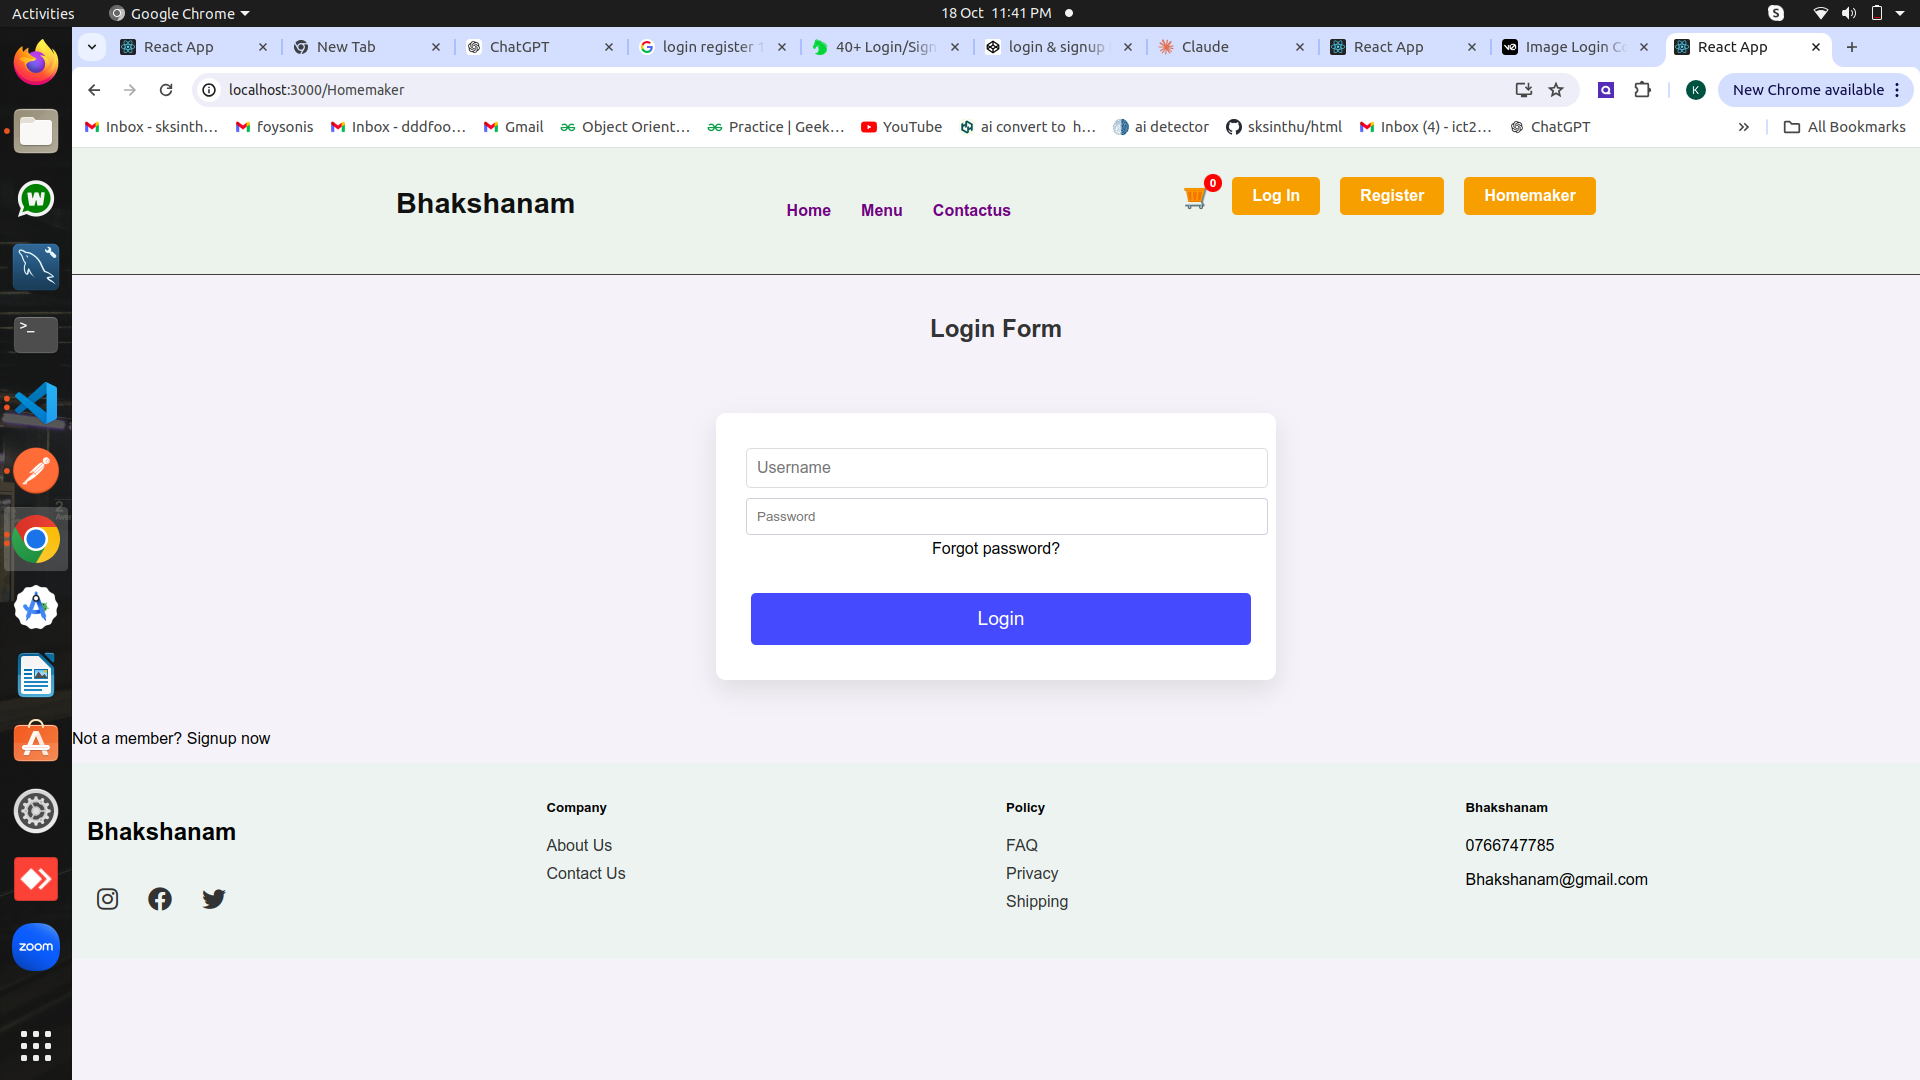 Activities Google Chrome 18 Oct 11:41 PM S
React App New Tab ChatGPT login register 40+ Login/Sign login & signup Claude React App Image Login Co React App
localhost:3000/Homemaker K New Chrome available
Inbox - sksinth... foysonis Inbox - dddfoo... Gmail Object Orient... Practice | Geek... YouTube ai convert to h... ai detector sksinthu/html Inbox (4) - ict2... ChatGPT » All Bookmarks
Bhakshanam Home Menu Contactus 0 Log In Register Homemaker
Login Form
Username
Password
Forgot password?
Login
Not a member? Signup now
Bhakshanam
Company
About Us
Contact Us
Policy
FAQ
Privacy
Shipping
Bhakshanam
0766747785
Bhakshanam@gmail.com
W
>_
zoom